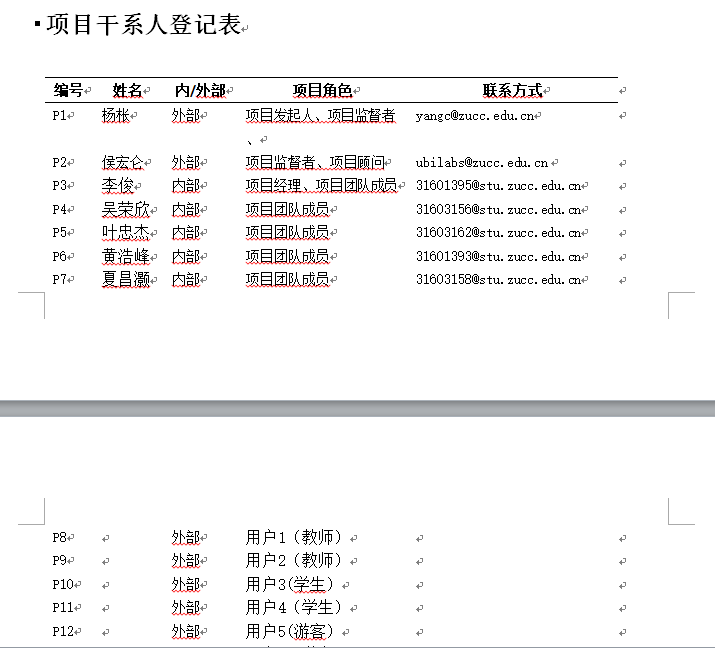 项目干系人登记表
编号 姓名 内/外部 项目角色 联系方式
P1 杨枨 外部 项目发起人、项目监督者、 yangc@zucc.edu.cn
P2 侯宏仑 外部 项目监督者、项目顾问 ubilabs@zucc.edu.cn
P3 李俊 内部 项目经理、项目团队成员 31601395@stu.zucc.edu.cn
P4 吴荣欣 内部 项目团队成员 31603156@stu.zucc.edu.cn
P5 叶忠杰 内部 项目团队成员 31603162@stu.zucc.edu.cn
P6 黄浩峰 内部 项目团队成员 31601393@stu.zucc.edu.cn
P7 夏昌灏 内部 项目团队成员 31603158@stu.zucc.edu.cn
P8 外部 用户1（教师）
P9 外部 用户2（教师）
P10 外部 用户3(学生）
P11 外部 用户4（学生）
P12 外部 用户5(游客）